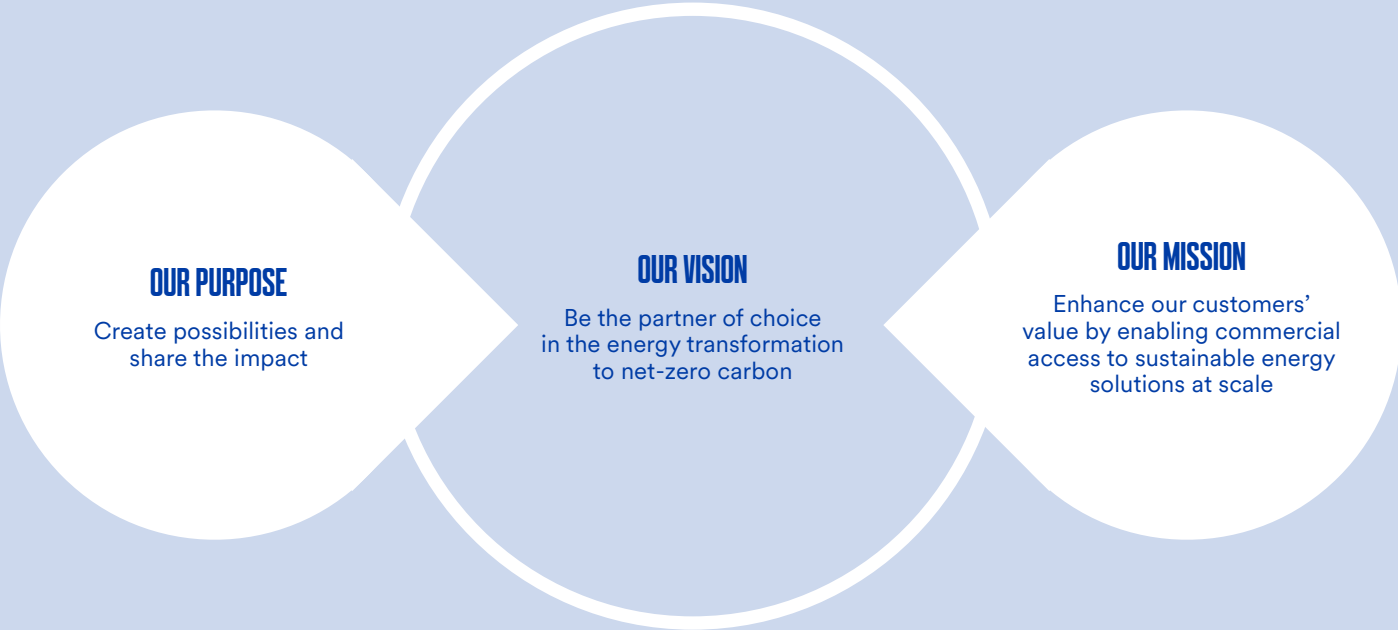 OUR PURPOSE
Create possibilities and
share the impact
OUR VISION
Be the partner of choice
in the energy transformation
to net-zero carbon
OUR MISSION
Enhance our customers’
value by enabling commercial
access to sustainable energy
solutions at scale